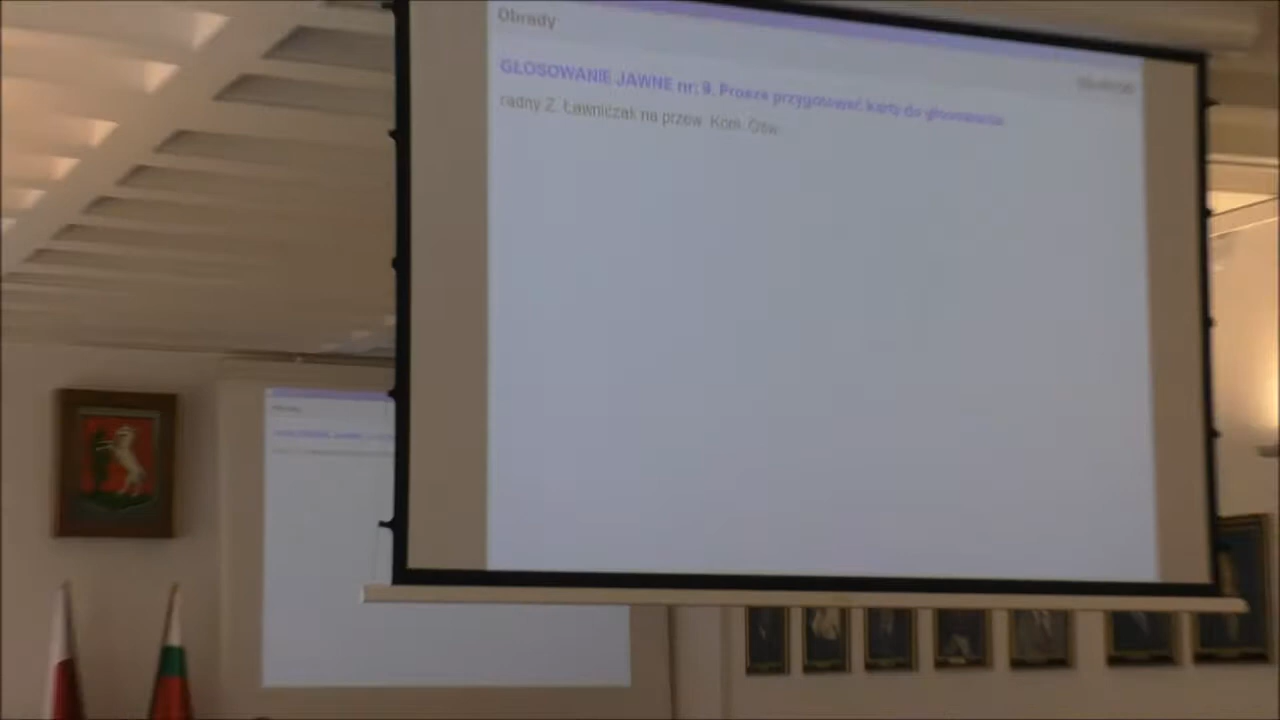 Obrady
GŁOSOWANIE JAWNE nr: 9. Proszę przygotować karty do głosowania
radny Z. Ławniczak na przew. Kom. Ośw.